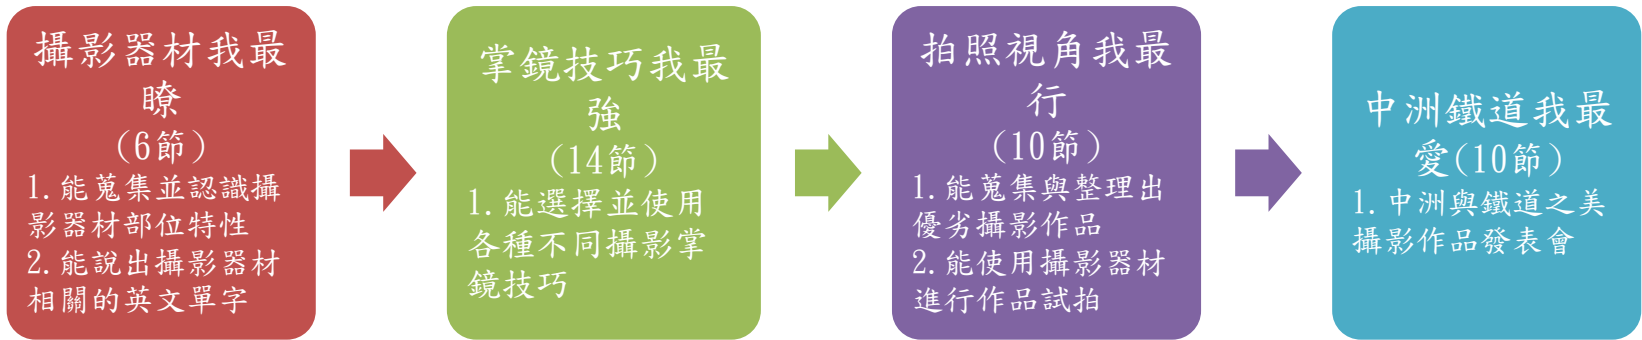 攝影器材我最
瞭
(6節)
1.能蒐集並認識攝
影器材部位特性
2.能說出攝影器材
相關的英文單字
掌鏡技巧我最
強
(14節)
1.能選擇並使用
各種不同攝影掌
鏡技巧
拍照視角我最
行
(10節)
1.能蒐集與整理出
優劣攝影作品
2.能使用攝影器材
進行作品試拍
中洲鐵道我最
愛(10節)
1.中洲與鐵道之美
攝影作品發表會